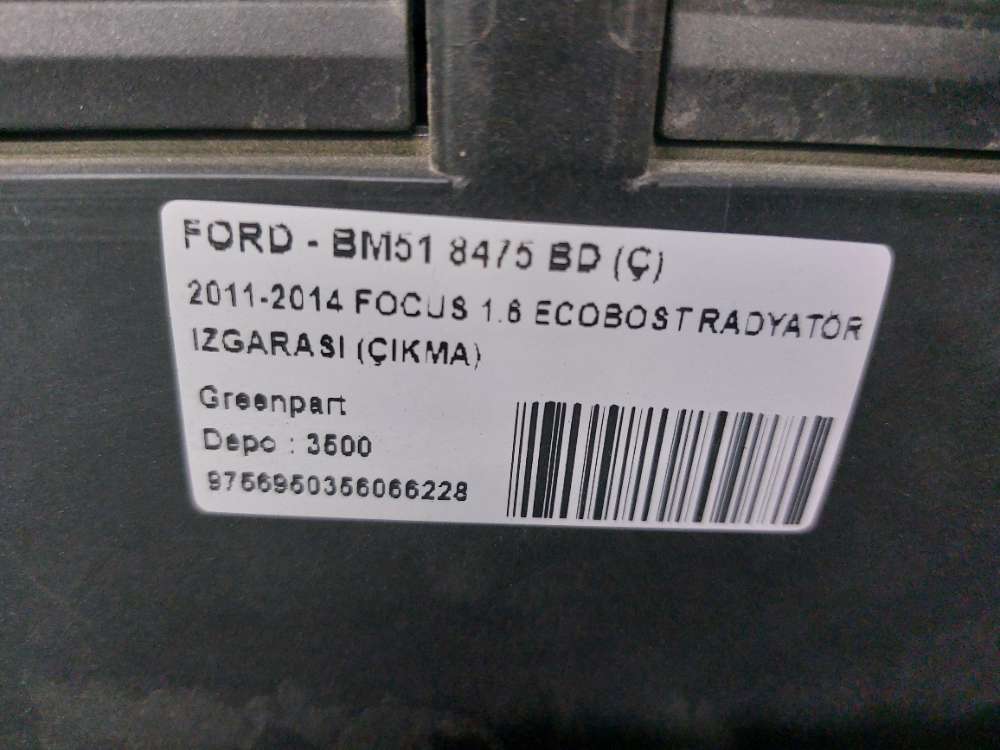 FORD - BM51 8475 BD (Ç)
2011-2014 FOCUS 1.6 ECOBOST RADYATÖR
IZGARASI (ÇIKMA)
Greenpart
Depo : 3500
9756950356066228